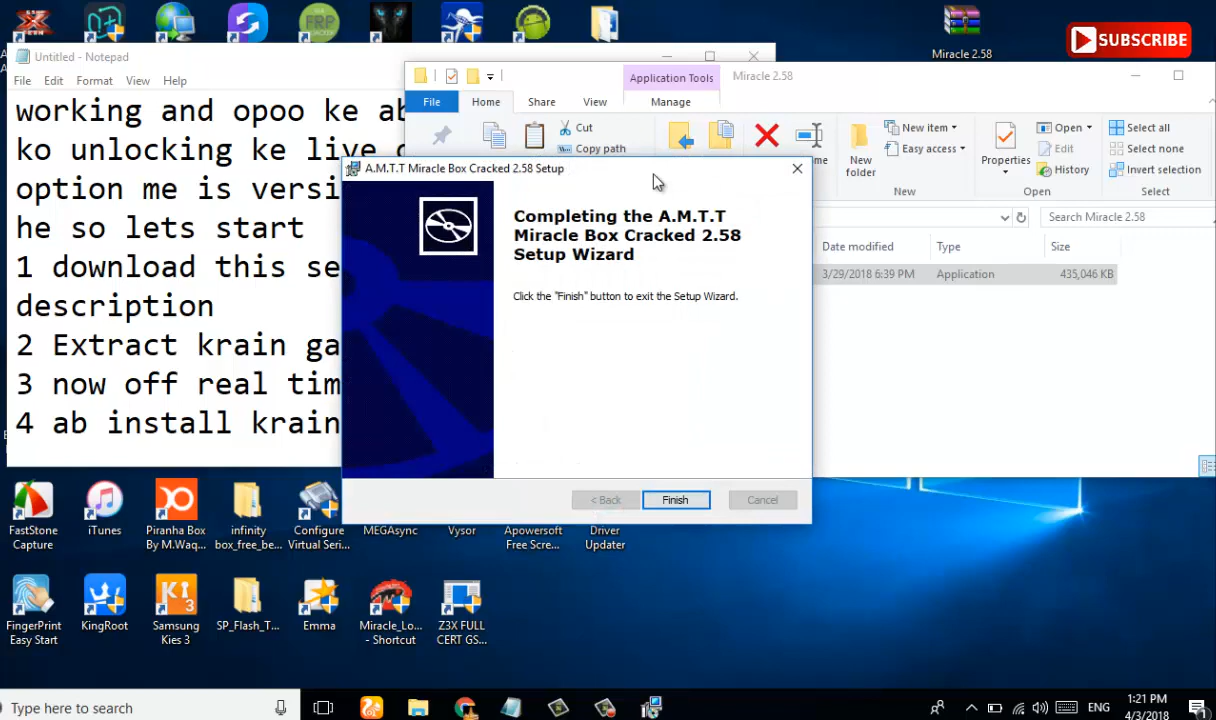 FRP
Miracle 2.58
SUBSCRIBE
Untitled - Notepad
File Edit Format View Help
working and opoo ke
ko unlocking ke live
option me is
he so lets start
1 download this
description
2 Extract krain
3 now off real
4 ab install krain
Application Tools
Miracle 2.58
File Home Share View Manage
Cut
Copy path
New folder
New item
Easy access
Properties
Open
Edit
History
Select all
Select none
Invert selection
New
Open
Select
Search Miracle 2.58
Date modified Type Size
3/29/2018 6:39 PM Application 435,046 KB
A.M.T.T Miracle Box Cracked 2.58 Setup
Completing the A.M.T.T
Miracle Box Cracked 2.58
Setup Wizard
Click the "Finish" button to exit the Setup Wizard.
< Back Finish Cancel
FastStone
Capture
iTunes
Piranha Box
By M.Waq...
infinity
box_free_be...
Configure
Virtual Seri...
MEGAsync
Vysor
Apowersoft
Free Scre...
Driver
Updater
FingerPrint
Easy Start
KingRoot
Samsung
Kies 3
SP_Flash_T...
Emma
Miracle_Lo...
- Shortcut
Z3X FULL
CERT GS...
Type here to search
ENG
1:21 PM
4/3/2018